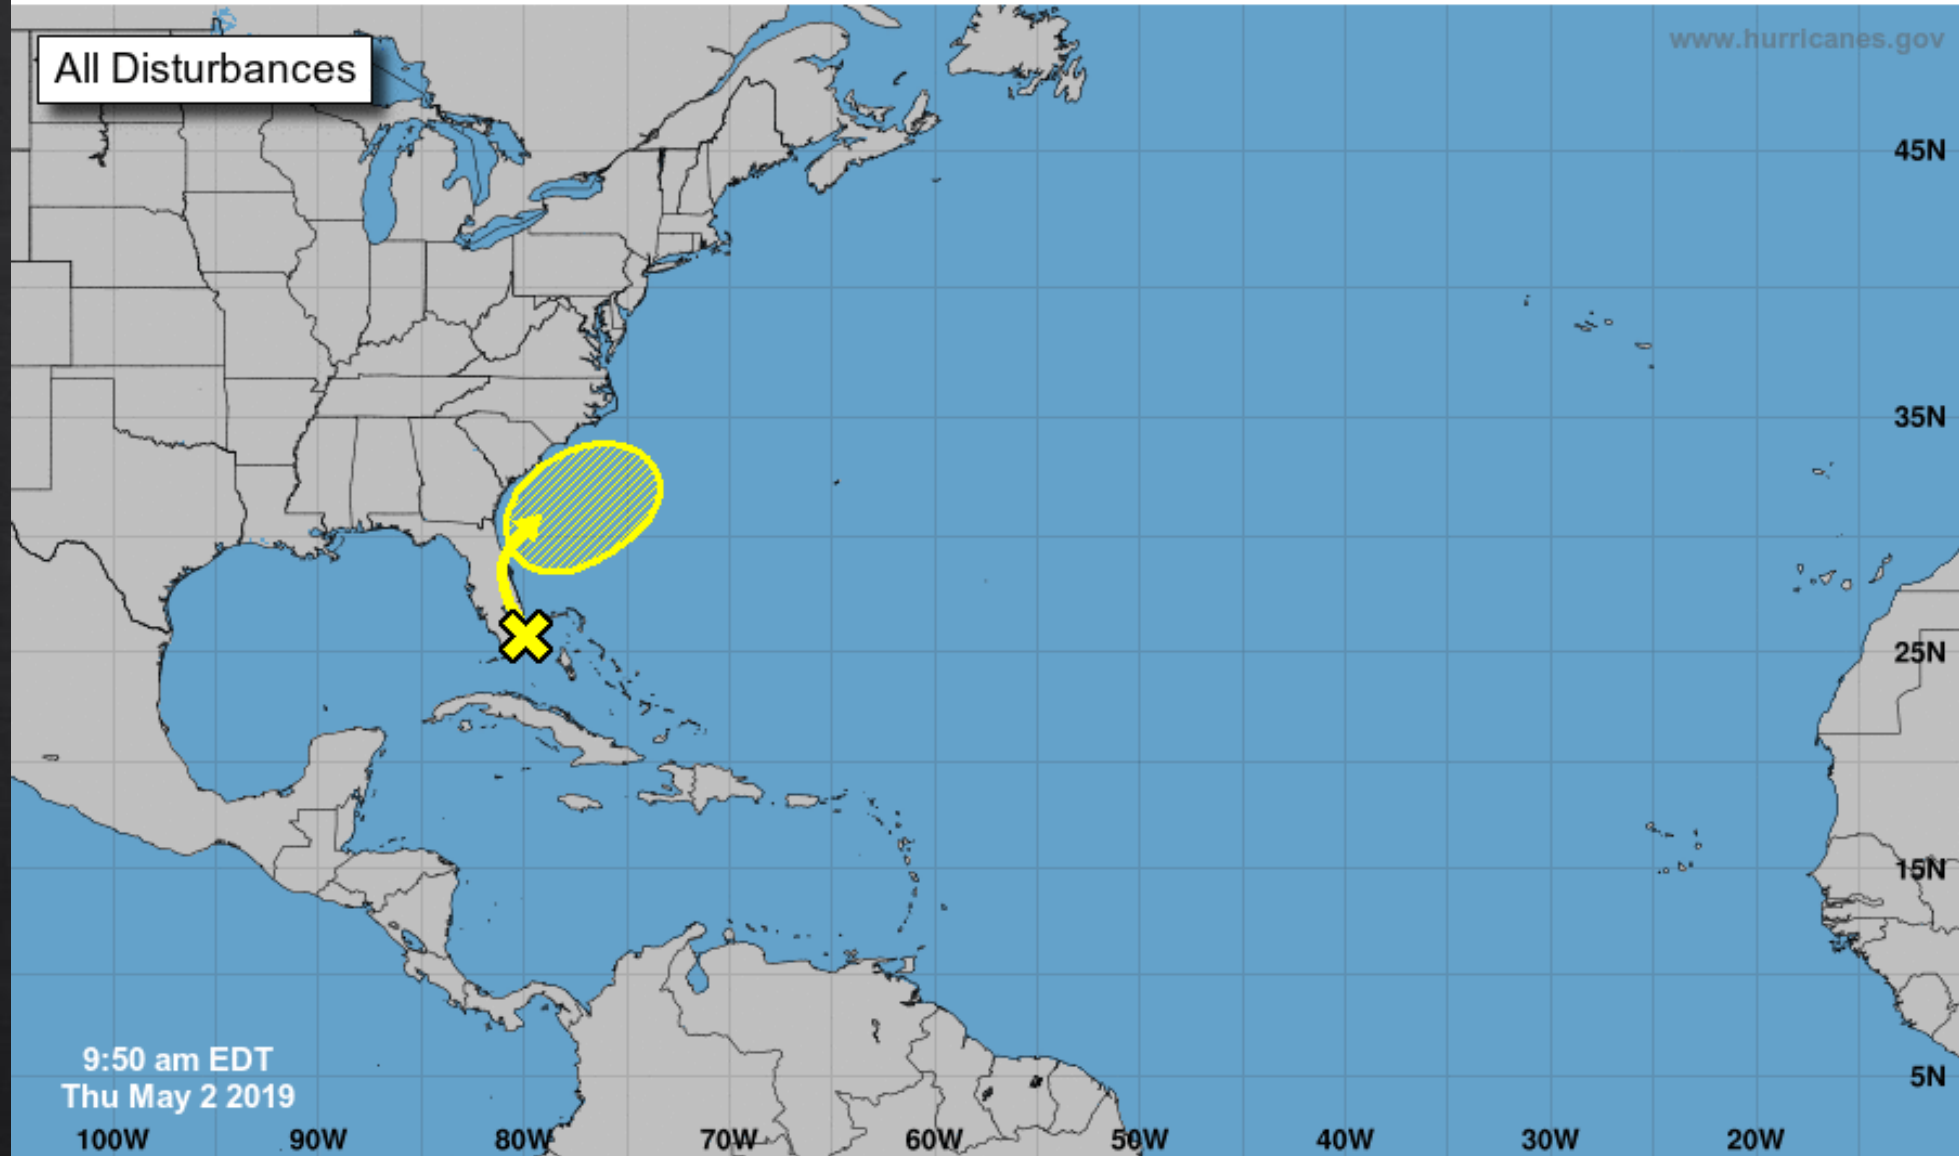 www.hurricanes.gov
All Disturbances
45N
35N
25N
15N
5N
9:50 am EDT
Thu May 2 2019
100W 90W 80W 70W 60W 50W 40W 30W 20W